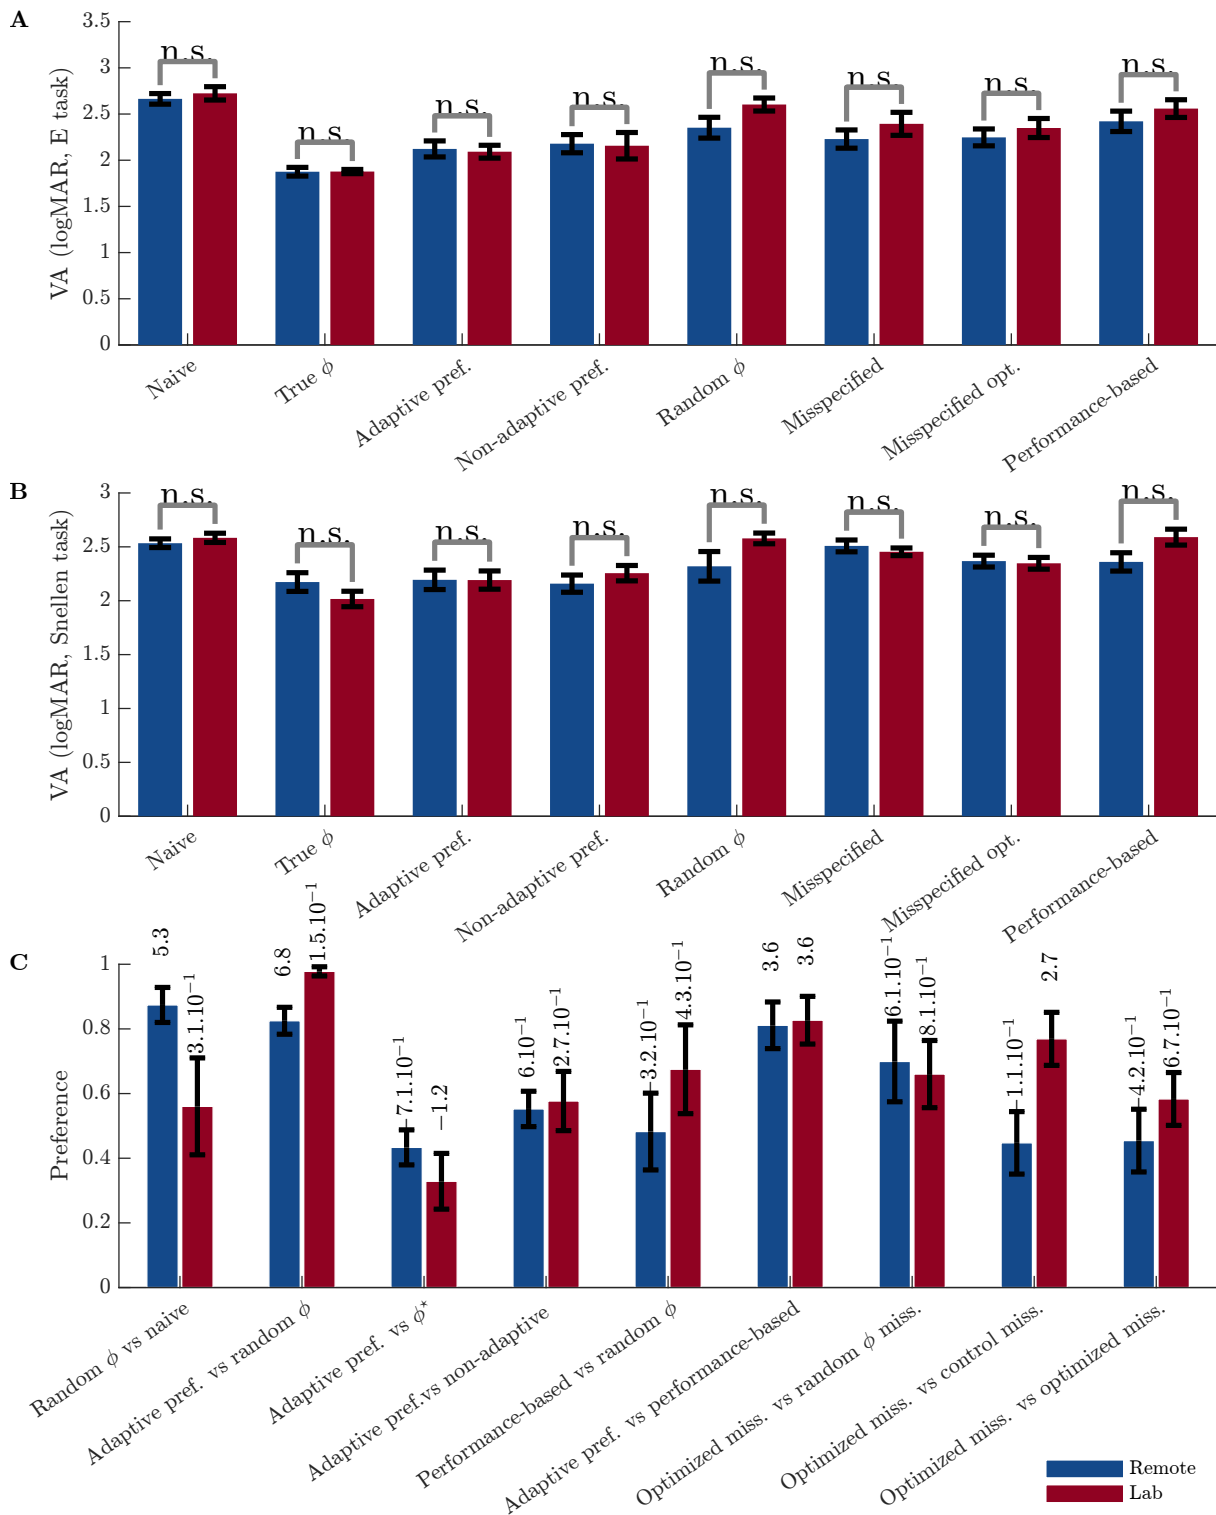 A
VA (logMAR, E task)
3.5
3
2.5
2
1.5
1
0.5
0
n.s.
n.s.
n.s.
n.s.
n.s.
n.s.
n.s.
n.s.
Naive
True ϕ
Adaptive pref.
Non-adaptive pref.
Random ϕ
Misspecified
Misspecified opt.
Performance-based
B
VA (logMAR, Snellen task)
3
2.5
2
1.5
1
0.5
0
n.s.
n.s.
n.s.
n.s.
n.s.
n.s.
n.s.
n.s.
Naive
True ϕ
Adaptive pref.
Non-adaptive pref.
Random ϕ
Misspecified
Misspecified opt.
Performance-based
C
Preference
1
0.8
0.6
0.4
0.2
0
5.3
3.1.10⁻¹
6.8
1.5.10⁻¹
−7.1.10⁻¹
−1.2
6.10⁻¹
2.7.10⁻¹
−3.2.10⁻¹
4.3.10⁻¹
3.6
3.6
6.1.10⁻¹
8.1.10⁻¹
−1.1.10⁻¹
2.7
−4.2.10⁻¹
6.7.10⁻¹
Random ϕ vs naive
Adaptive pref. vs random ϕ
Adaptive pref. vs ϕ*
Adaptive pref.vs non-adaptive
Performance-based vs random ϕ
Adaptive pref. vs performance-based
Optimized miss. vs random ϕ miss.
Optimized miss. vs control miss.
Optimized miss. vs optimized miss.
Remote
Lab